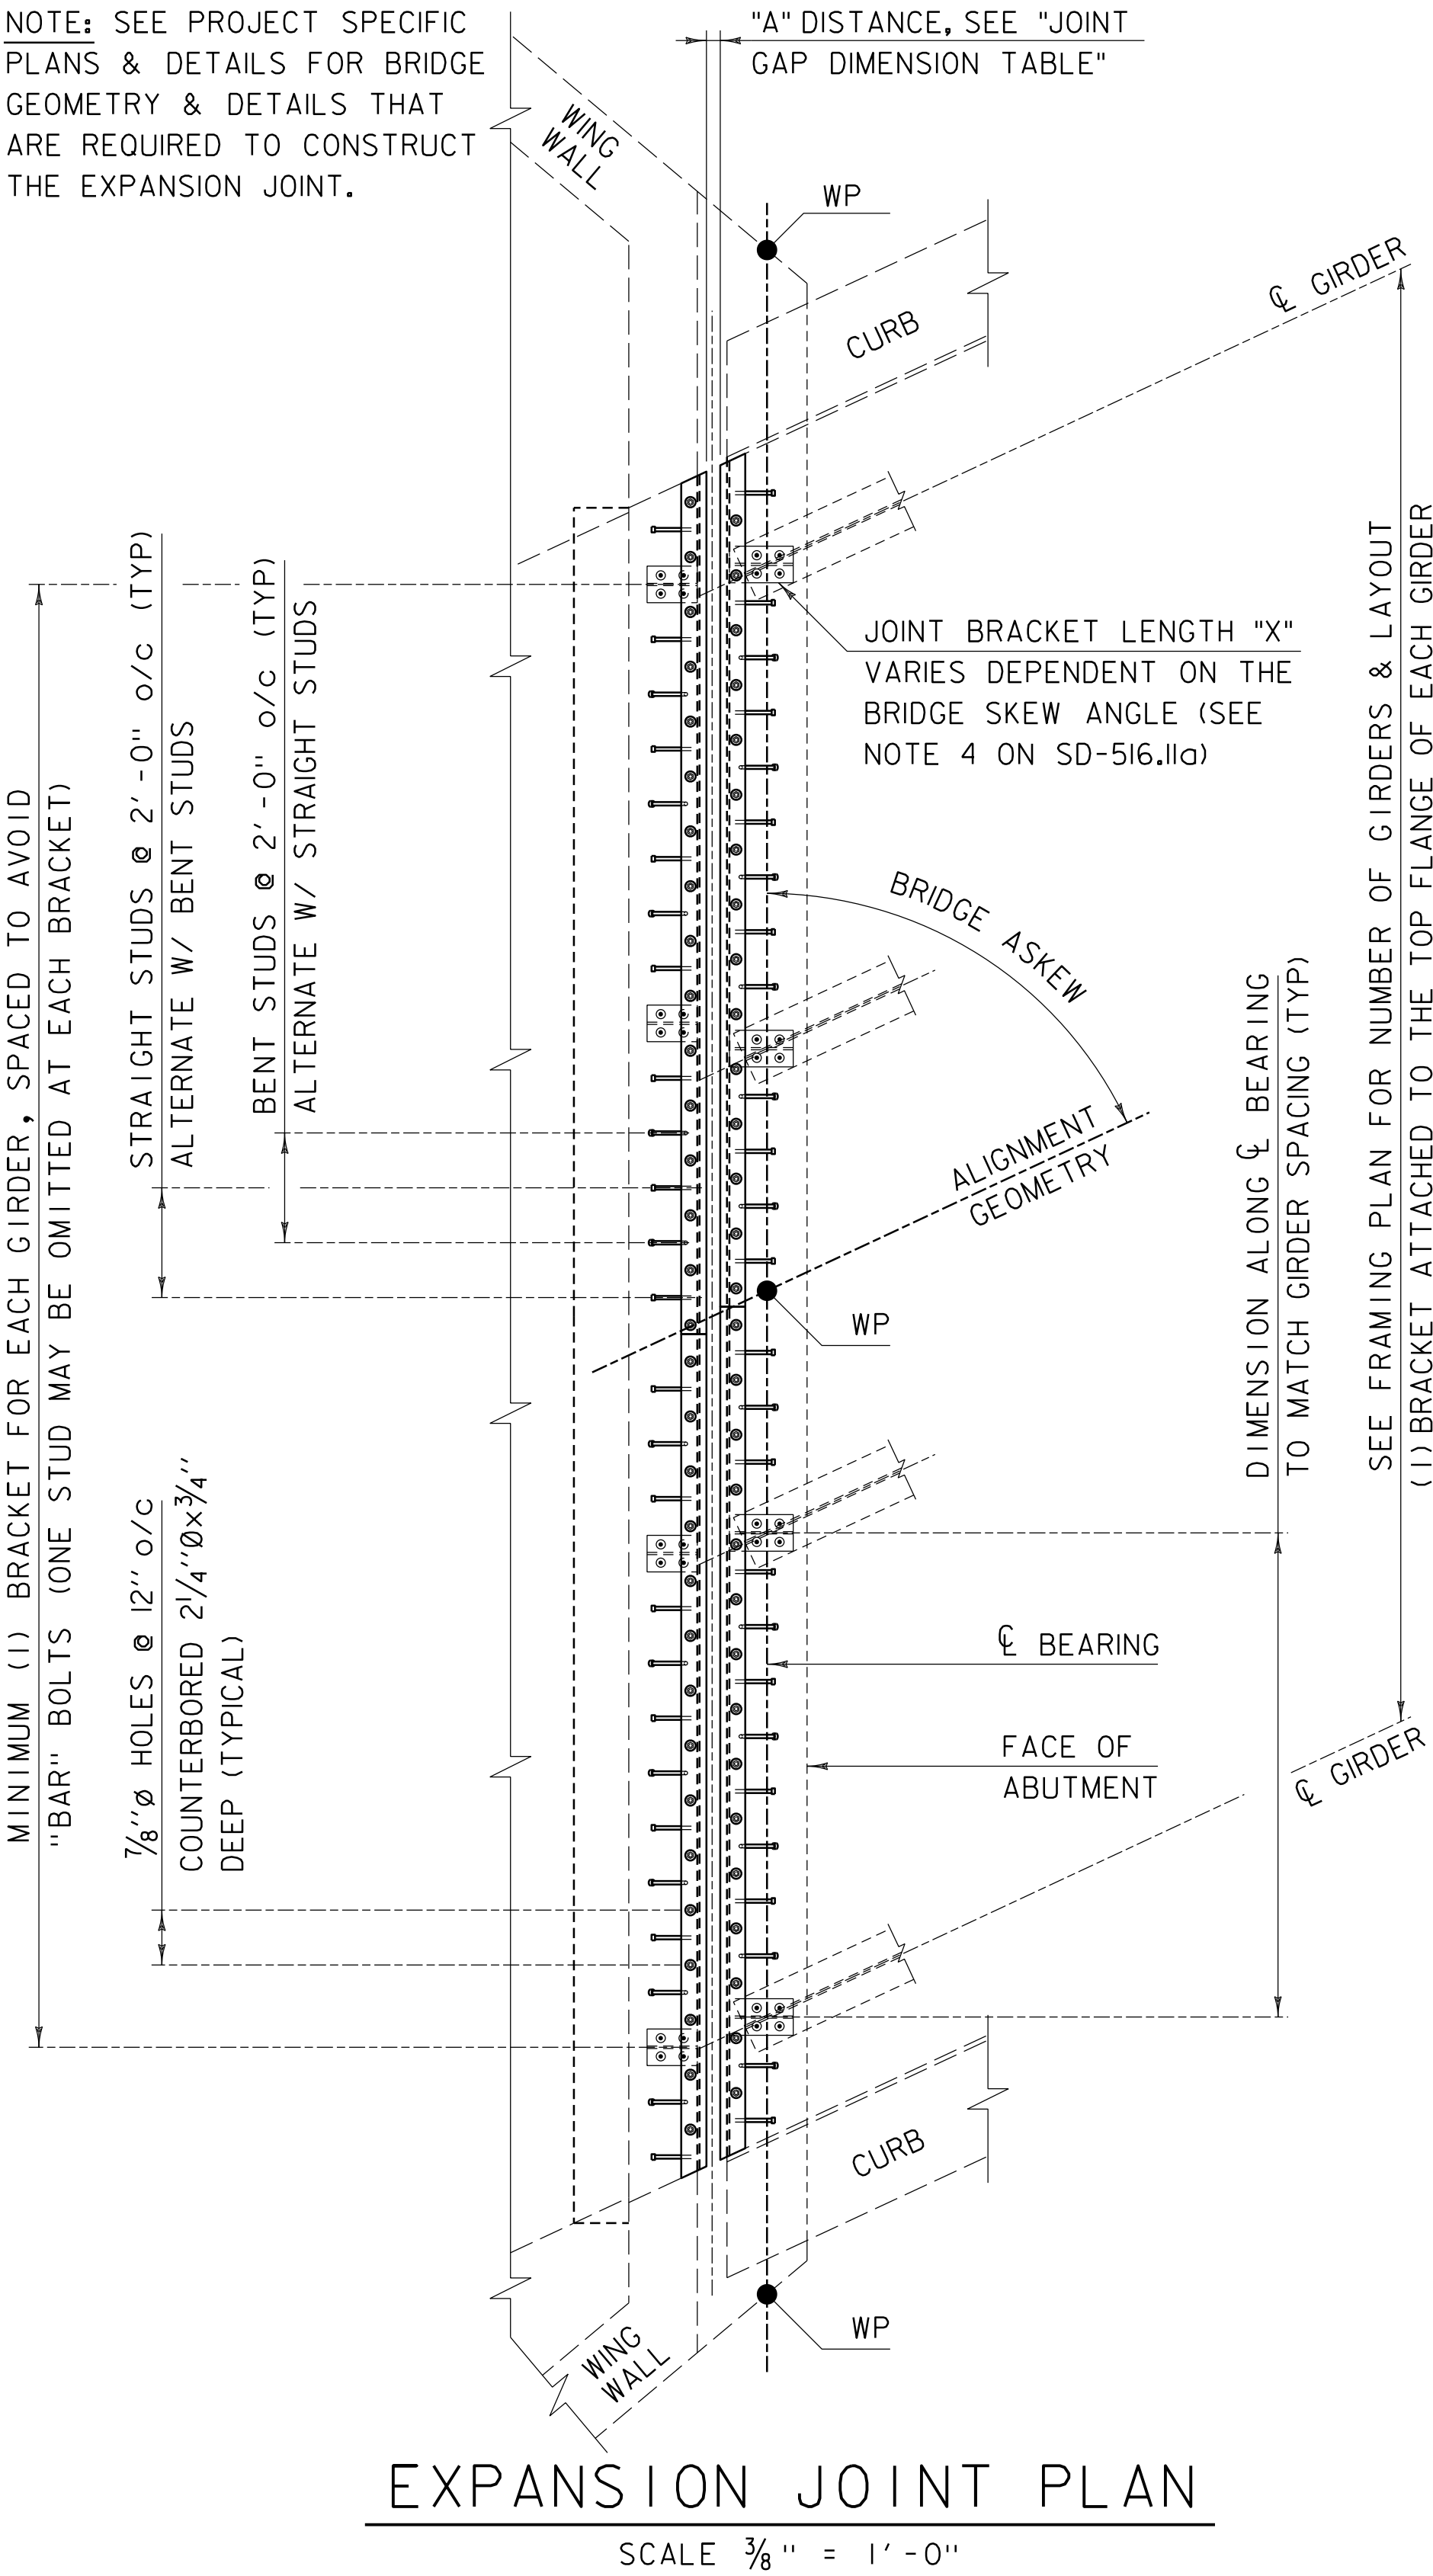 NOTE: SEE PROJECT SPECIFIC
PLANS & DETAILS FOR BRIDGE
GEOMETRY & DETAILS THAT
ARE REQUIRED TO CONSTRUCT
THE EXPANSION JOINT.
"A" DISTANCE, SEE "JOINT
GAP DIMENSION TABLE"
WING
WALL
WP
CURB
℄ GIRDER
JOINT BRACKET LENGTH "X"
VARIES DEPENDENT ON THE
BRIDGE SKEW ANGLE (SEE
NOTE 4 ON SD-516.11a)
MINIMUM (1) BRACKET FOR EACH GIRDER, SPACED TO AVOID
"BAR" BOLTS (ONE STUD MAY BE OMITTED AT EACH BRACKET)
STRAIGHT STUDS @ 2'-0" o/c (TYP)
ALTERNATE W/ BENT STUDS
BENT STUDS @ 2'-0" o/c (TYP)
ALTERNATE W/ STRAIGHT STUDS
BRIDGE ASKEW
ALIGNMENT
GEOMETRY
WP
DIMENSION ALONG ℄ BEARING
TO MATCH GIRDER SPACING (TYP)
SEE FRAMING PLAN FOR NUMBER OF GIRDERS & LAYOUT
(1) BRACKET ATTACHED TO THE TOP FLANGE OF EACH GIRDER
7/8"Ø HOLES @ 12" o/c
COUNTERBORED 2 1/4"Øx3/4"
DEEP (TYPICAL)
℄ BEARING
FACE OF
ABUTMENT
℄ GIRDER
CURB
WP
WING
WALL
EXPANSION JOINT PLAN
SCALE 3/8" = 1'-0"